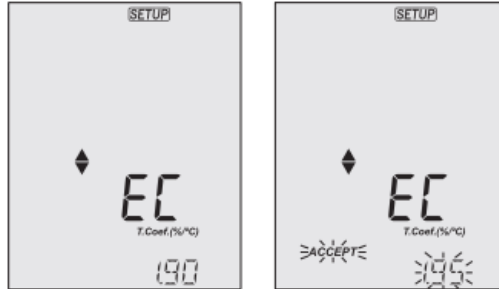 SETUP
EC
T.Coef.(%/°C)
1.90
SETUP
EC
T.Coef.(%/°C)
ACCEPT
1.95